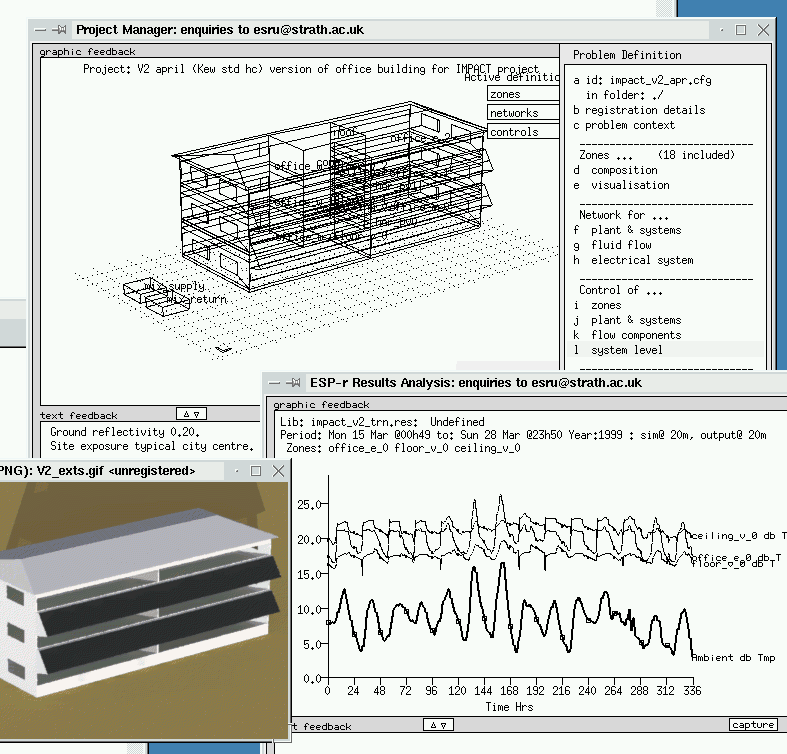 Project Manager: enquiries to esru@strath.ac.uk
graphic feedback
Project: V2 april (Kew std hc) version of office building for IMPACT project
Active definitio
zones
networks
controls
roof
mix_supply
mix_return
Problem Definition
a id: impact_v2_apr.cfg
in folder: ./
b registration details
c problem context
Zones ... (18 included)
d composition
e visualisation
Network for ...
f plant & systems
g fluid flow
h electrical system
Control of ...
i zones
j plant & systems
k flow components
l system level
text feedback
Ground reflectivity 0.20.
Site exposure typical city centre.
PNG): V2_exts.gif <unregistered>
ESP-r Results Analysis: enquiries to esru@strath.ac.uk
graphic feedback
Lib: impact_v2_trn.res: Undefined
Period: Mon 15 Mar @00h49 to: Sun 28 Mar @23h50 Year:1999 : sim@ 20m, output@ 20m
Zones: office_e_0 floor_v_0 ceiling_v_0
25.0
20.0
15.0
10.0
5.0
0.0
ceiling_v_0 db T
office_e_0 db T
floor_v_0 db T
Ambient db Tmp
0 24 48 72 96 120 144 168 192 216 240 264 288 312 336
Time Hrs
t feedback
capture